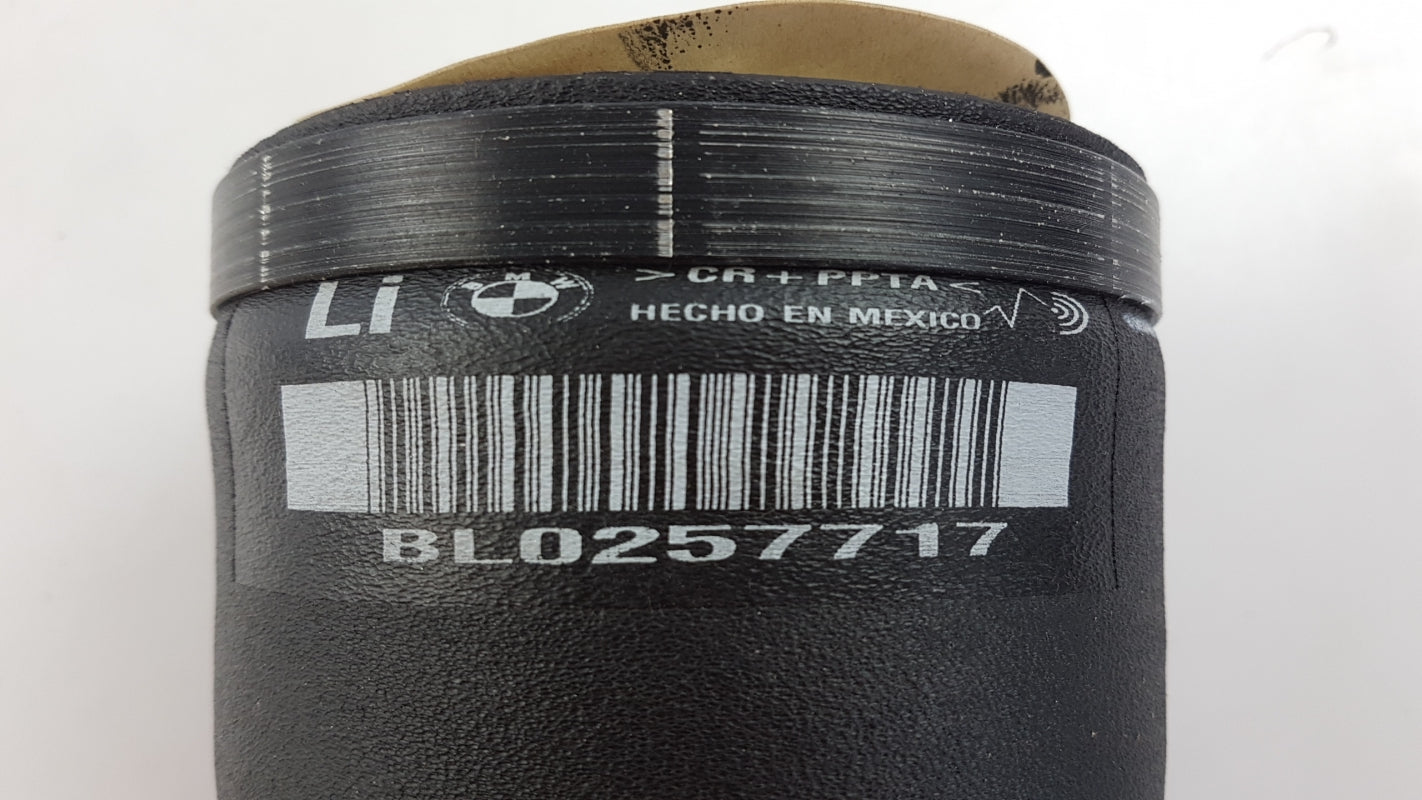 Li BMW >CR+PPTA<
HECHO EN MEXICO
BL0257717